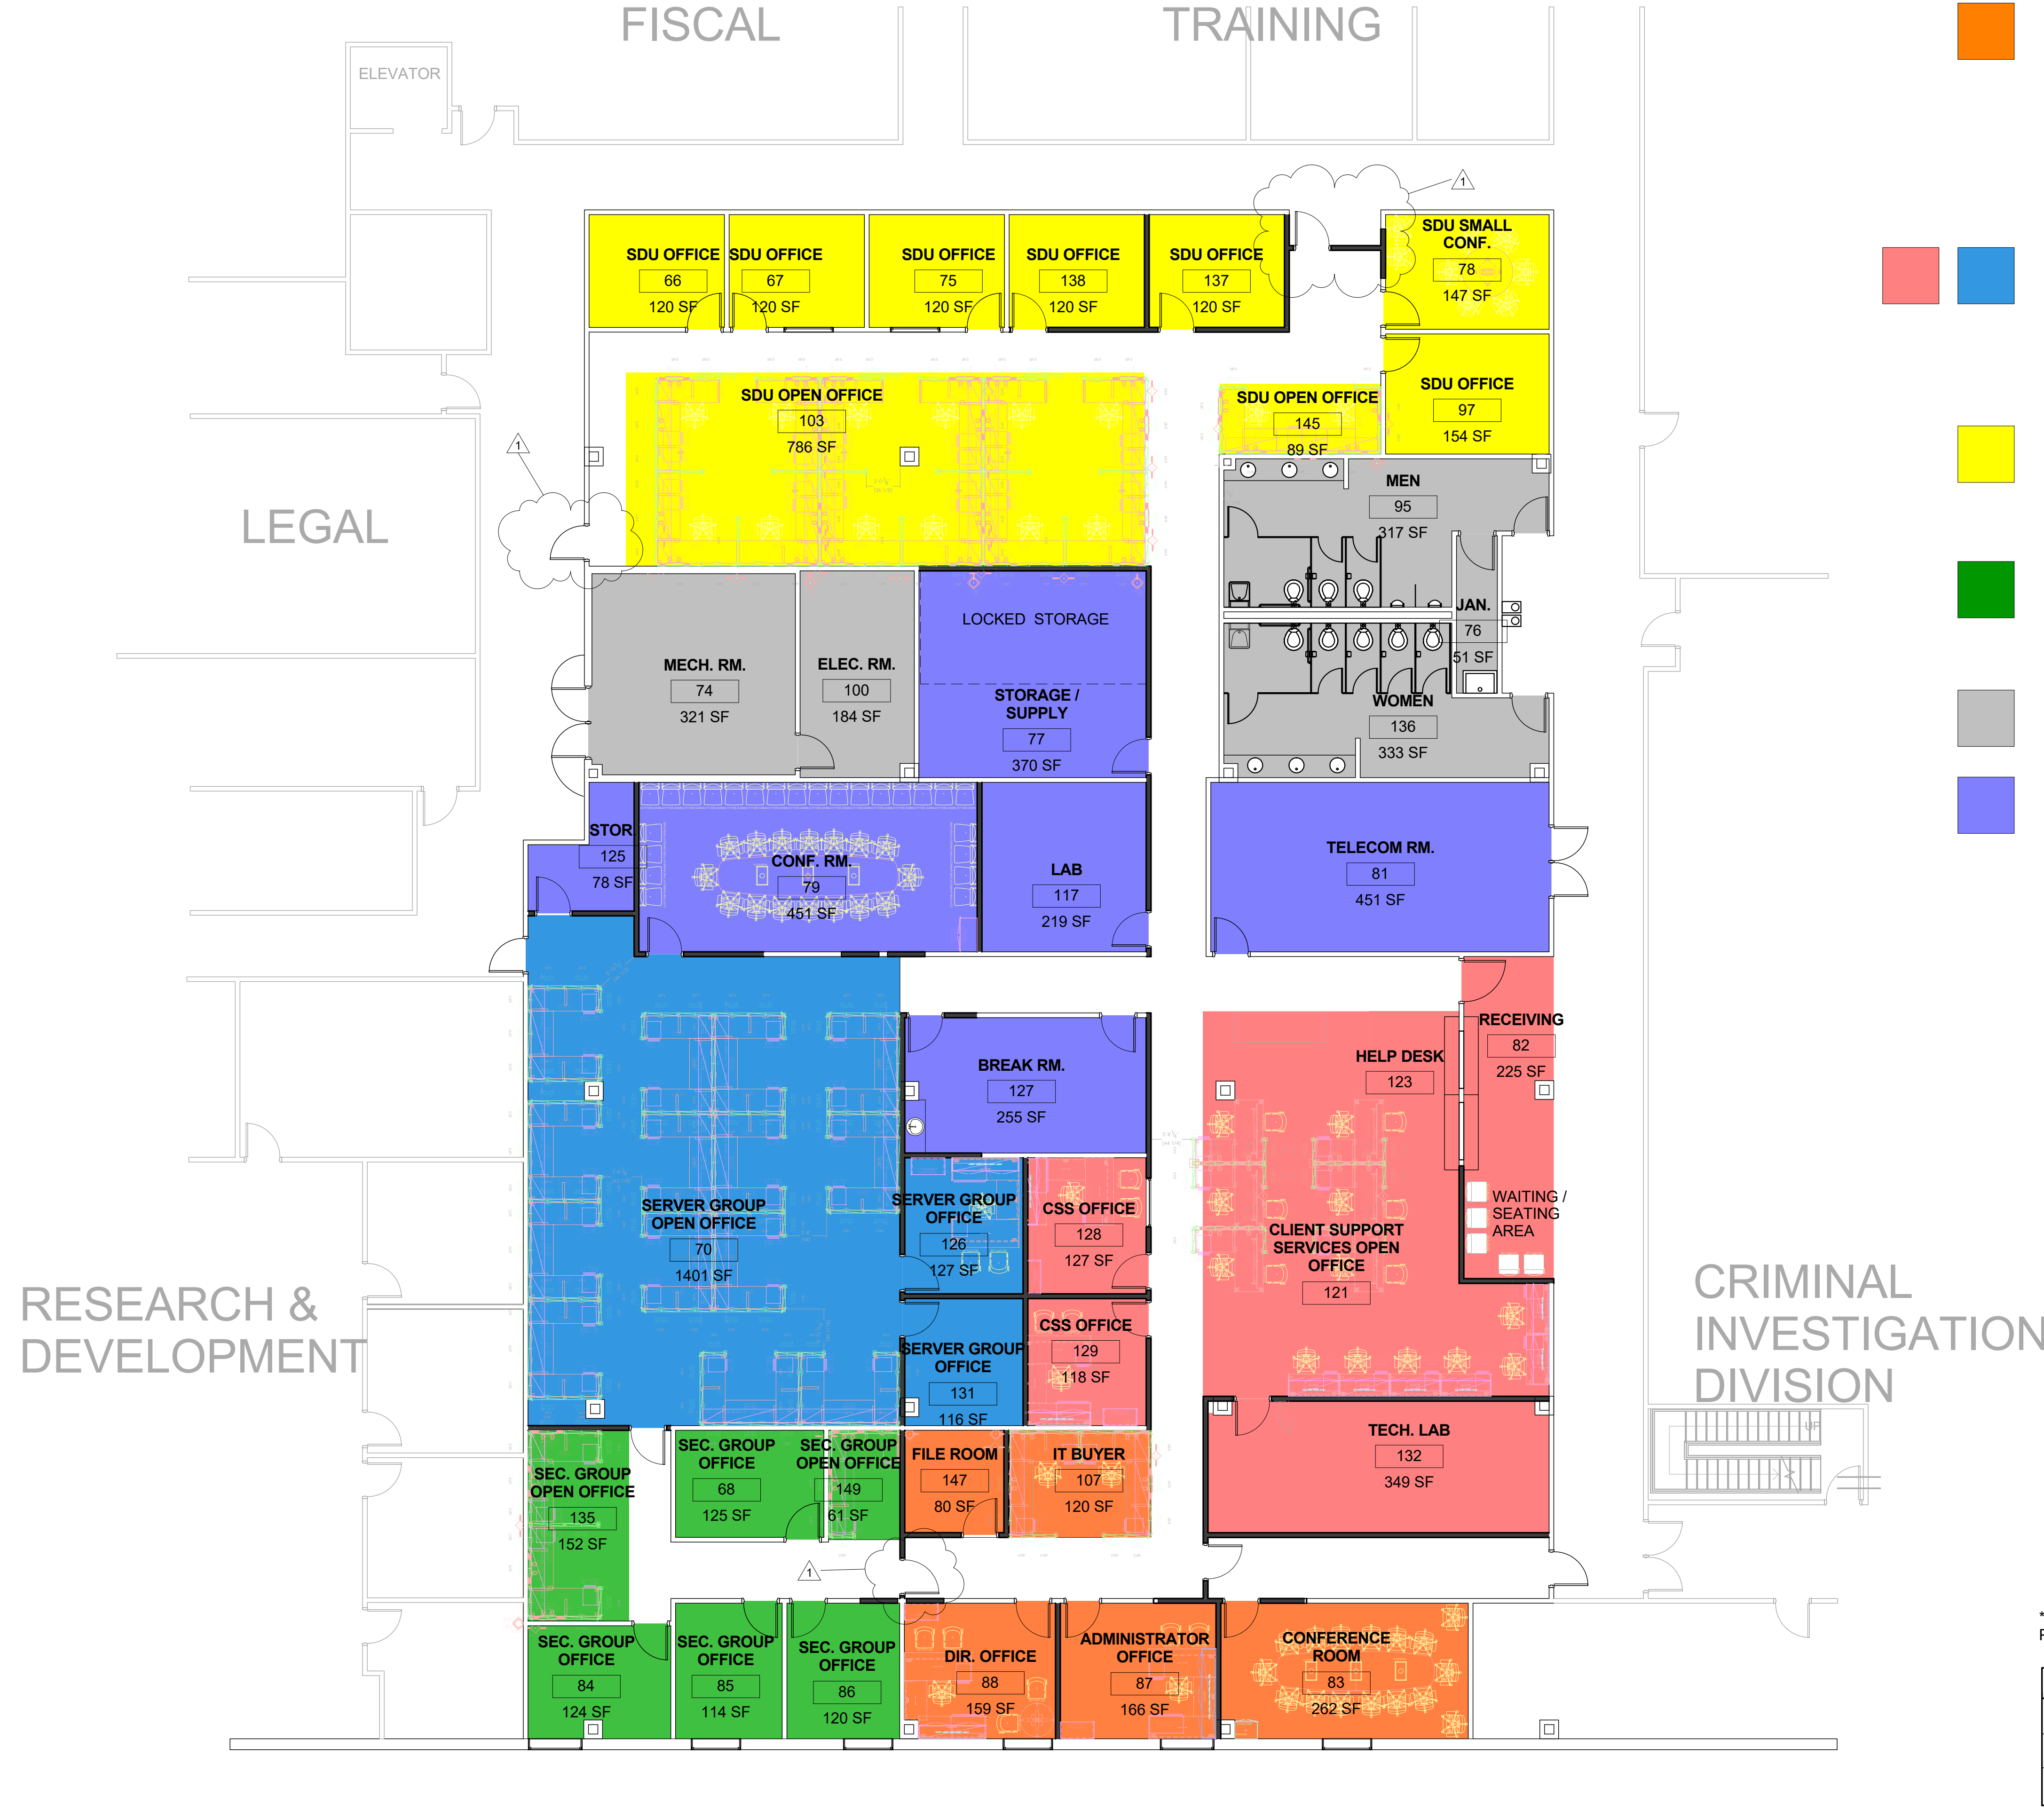 FISCAL
TRAINING
ELEVATOR
1
SDU OFFICE
66
120 SF
SDU OFFICE
67
120 SF
SDU OFFICE
75
120 SF
SDU OFFICE
138
120 SF
SDU OFFICE
137
120 SF
SDU SMALL
CONF.
78
147 SF
SDU OPEN OFFICE
103
786 SF
SDU OPEN OFFICE
145
89 SF
SDU OFFICE
97
154 SF
1
LEGAL
MEN
95
317 SF
JAN.
76
51 SF
WOMEN
136
333 SF
MECH. RM.
74
321 SF
ELEC. RM.
100
184 SF
LOCKED STORAGE
STORAGE /
SUPPLY
77
370 SF
STOR.
125
78 SF
CONF. RM.
79
451 SF
LAB
117
219 SF
TELECOM RM.
81
451 SF
RECEIVING
82
225 SF
HELP DESK
123
BREAK RM.
127
255 SF
SERVER GROUP
OPEN OFFICE
70
1401 SF
SERVER GROUP
OFFICE
126
127 SF
CSS OFFICE
128
127 SF
CLIENT SUPPORT
SERVICES OPEN
OFFICE
121
WAITING /
SEATING
AREA
RESEARCH &
DEVELOPMENT
CRIMINAL
INVESTIGATION
DIVISION
SERVER GROUP
OFFICE
131
116 SF
CSS OFFICE
129
118 SF
TECH. LAB
132
349 SF
UP
SEC. GROUP
OPEN OFFICE
135
152 SF
SEC. GROUP
OFFICE
68
125 SF
SEC. GROUP
OPEN OFFICE
149
61 SF
FILE ROOM
147
80 SF
IT BUYER
107
120 SF
1
SEC. GROUP
OFFICE
84
124 SF
SEC. GROUP
OFFICE
85
114 SF
SEC. GROUP
OFFICE
86
120 SF
DIR. OFFICE
88
159 SF
ADMINISTRATOR
OFFICE
87
166 SF
CONFERENCE
ROOM
83
262 SF